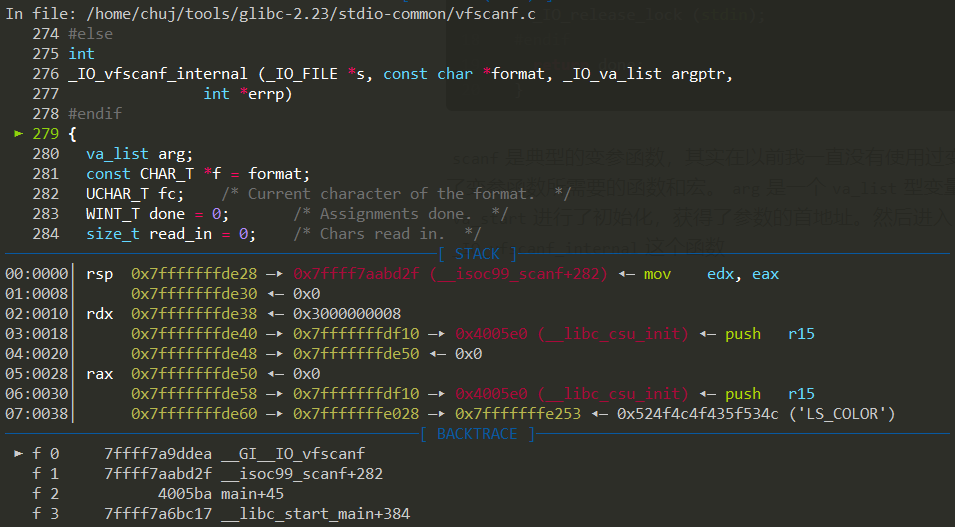 In file: /home/chuj/tools/glibc-2.23/stdio-common/vfscanf.c
274 #else
275 int
276 _IO_vfscanf_internal (_IO_FILE *s, const char *format, _IO_va_list argptr,
277 int *errp)
278 #endif
► 279 {
280 va_list arg;
281 const CHAR_T *f = format;
282 UCHAR_T fc; /* Current character of the format. */
283 WINT_T done = 0; /* Assignments done. */
284 size_t read_in = 0; /* Chars read in. */
[ STACK ]
00:0000│ rsp 0x7fffffffde28 —▸ 0x7ffff7aabd2f (__isoc99_scanf+282) ◂— mov edx, eax
01:0008│ 0x7fffffffde30 ◂— 0x0
02:0010│ rdx 0x7fffffffde38 ◂— 0x3000000008
03:0018│ 0x7fffffffde40 —▸ 0x7fffffffdf10 —▸ 0x4005e0 (__libc_csu_init) ◂— push r15
04:0020│ 0x7fffffffde48 —▸ 0x7fffffffde50 ◂— 0x0
05:0028│ rax 0x7fffffffde50 ◂— 0x0
06:0030│ 0x7fffffffde58 —▸ 0x7fffffffdf10 —▸ 0x4005e0 (__libc_csu_init) ◂— push r15
07:0038│ 0x7fffffffde60 —▸ 0x7fffffffe028 —▸ 0x7fffffffe253 ◂— 0x524f4c4f435f534c ('LS_COLOR')
[ BACKTRACE ]
► f 0 7ffff7a9ddea __GI__IO_vfscanf
f 1 7ffff7aabd2f __isoc99_scanf+282
f 2 4005ba main+45
f 3 7ffff7a6bc17 __libc_start_main+384